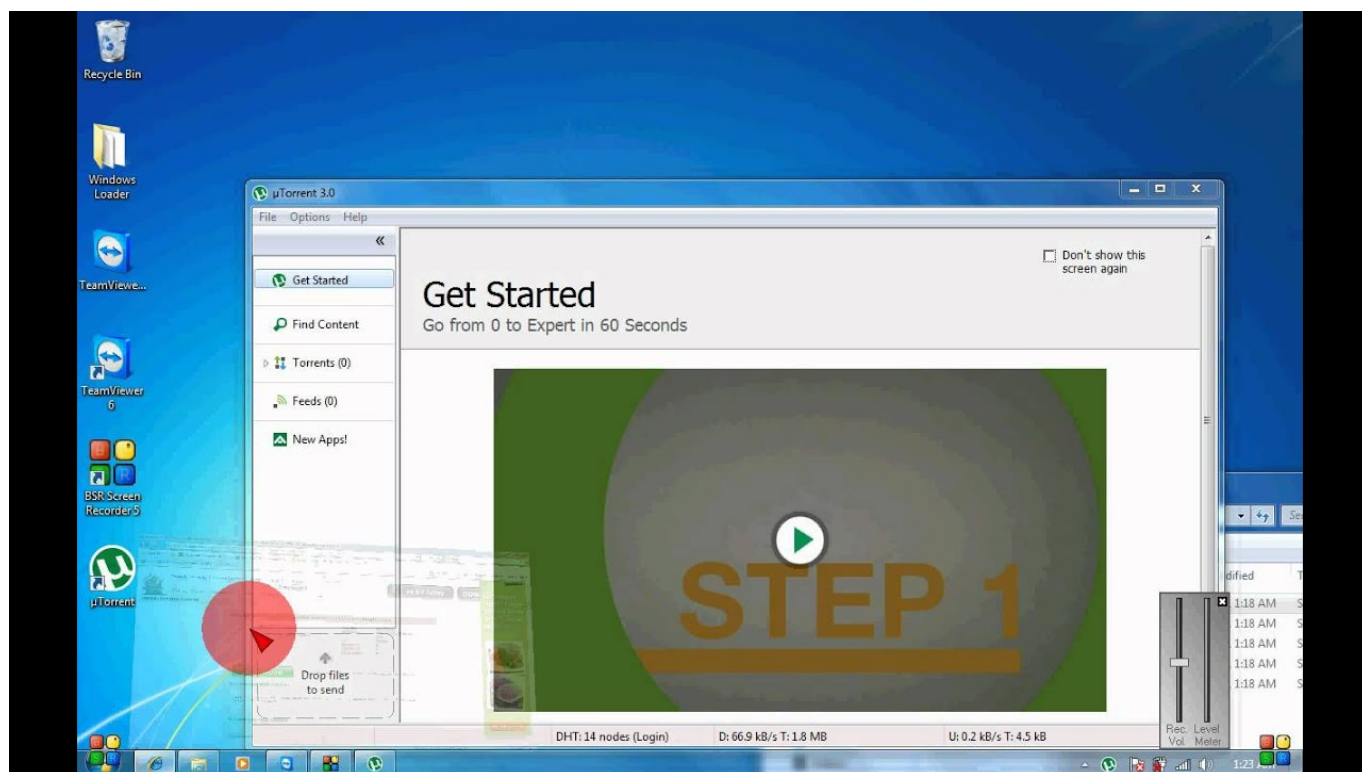 Recycle Bin
Windows
Loader
TeamViewe...
TeamViewer
6
BSR Screen
Recorder 5
µTorrent
µTorrent 3.0
File Options Help
«
Get Started
Find Content
Torrents (0)
Feeds (0)
New Apps!
Drop files
to send
Don't show this
screen again
Get Started
Go from 0 to Expert in 60 Seconds
STEP 1
DHT: 14 nodes (Login) D: 66.9 kB/s T: 1.8 MB U: 0.2 kB/s T: 4.5 kB
1:18 AM
1:18 AM
1:18 AM
1:18 AM
1:18 AM
Rec. Level
Vol. Meter
1:23